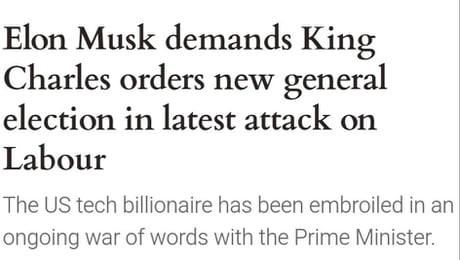 Elon Musk demands King
Charles orders new general
election in latest attack on
Labour
The US tech billionaire has been embroiled in an
ongoing war of words with the Prime Minister.